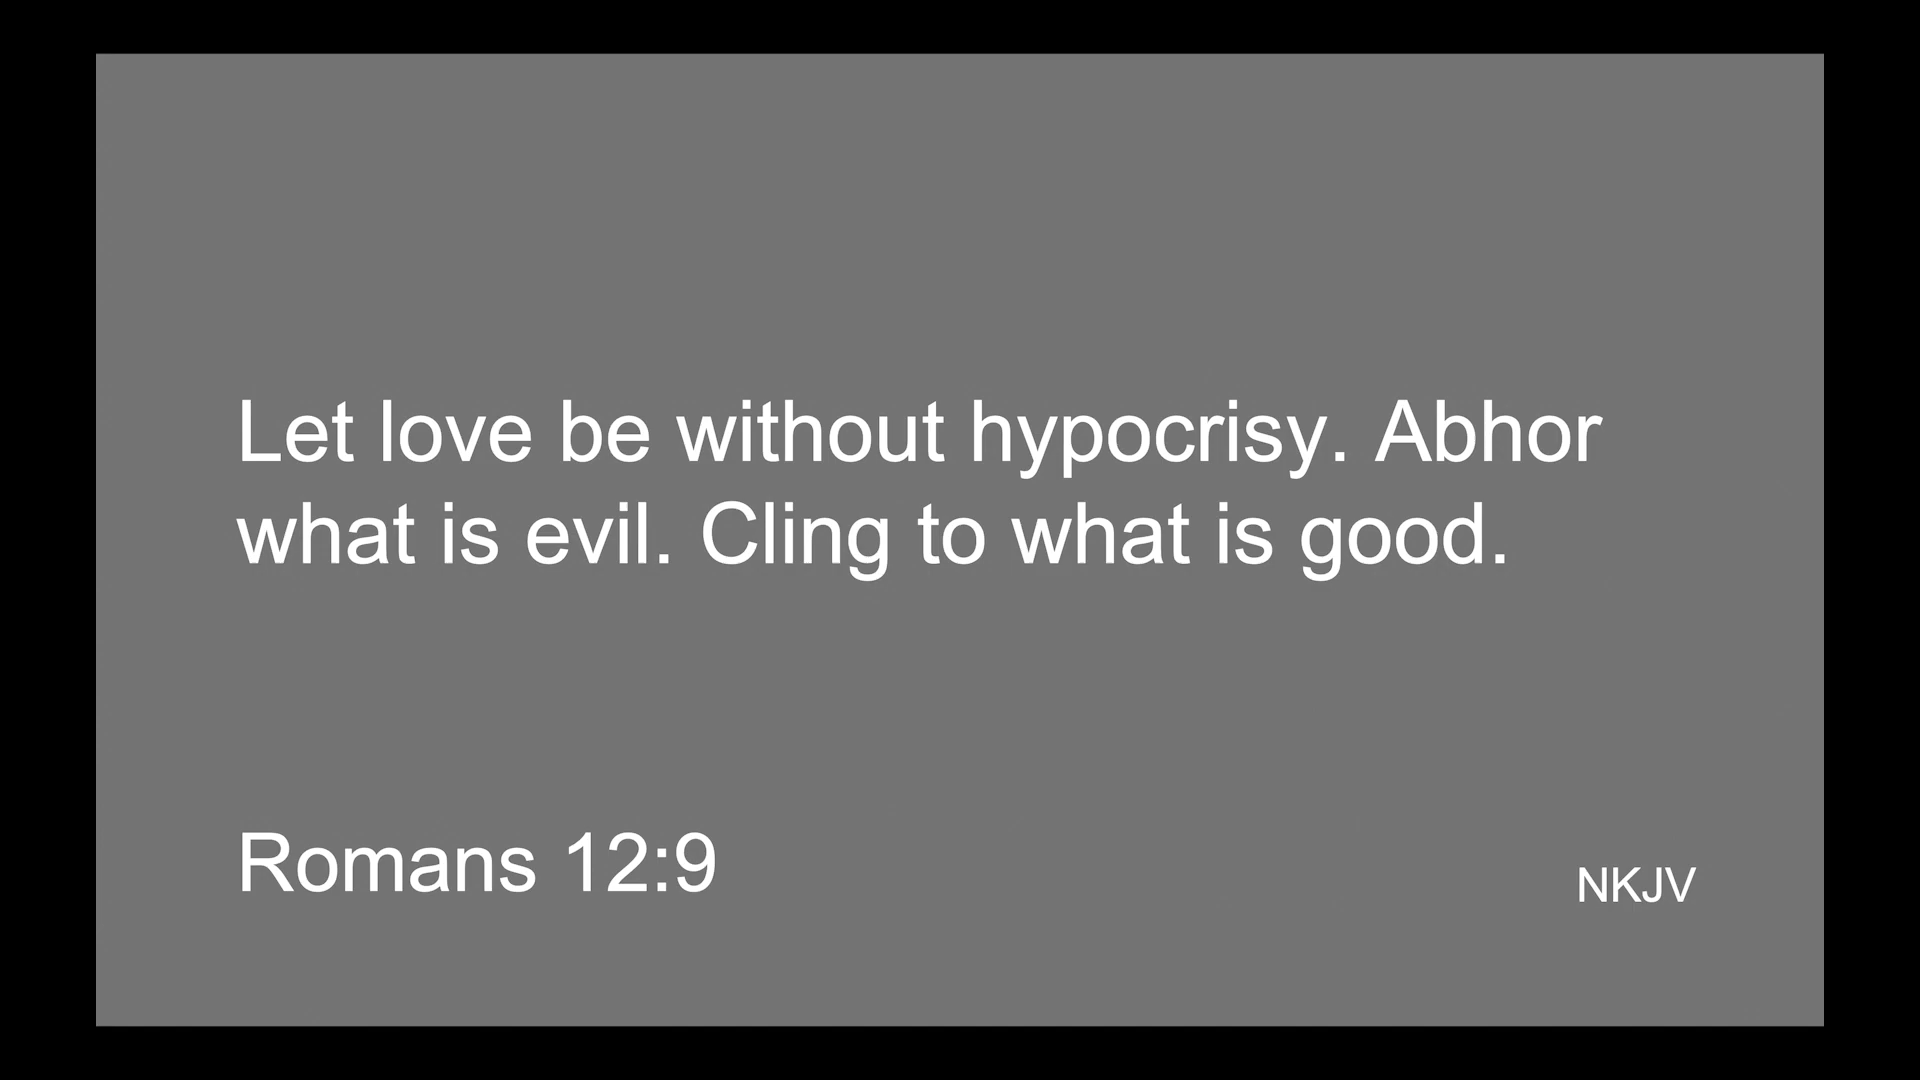 Let love be without hypocrisy. Abhor
what is evil. Cling to what is good.
Romans 12:9
NKJV